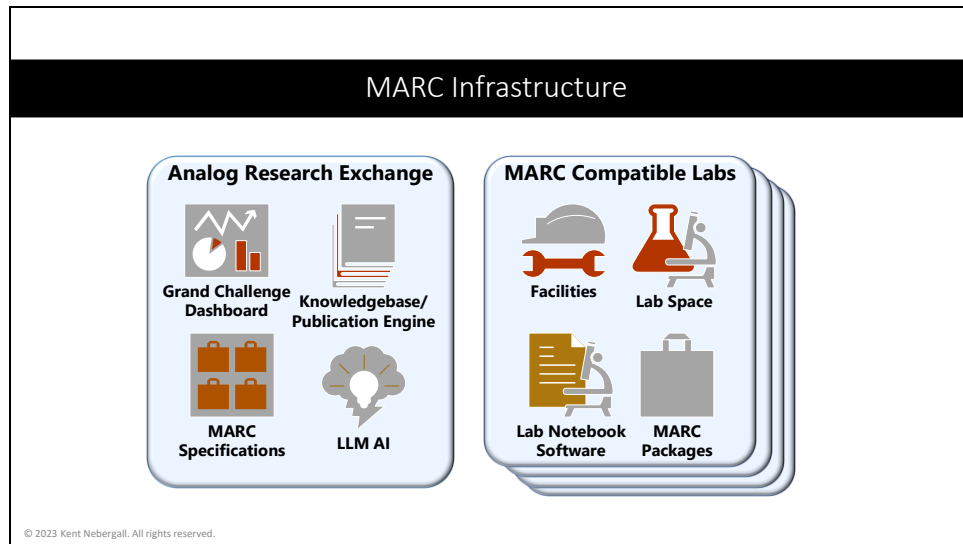 MARC Infrastructure
Analog Research Exchange
Grand Challenge
Dashboard
Knowledgebase/
Publication Engine
MARC
Specifications
LLM AI
MARC Compatible Labs
Facilities
Lab Space
Lab Notebook
Software
MARC
Packages
© 2023 Kent Nebergall. All rights reserved.